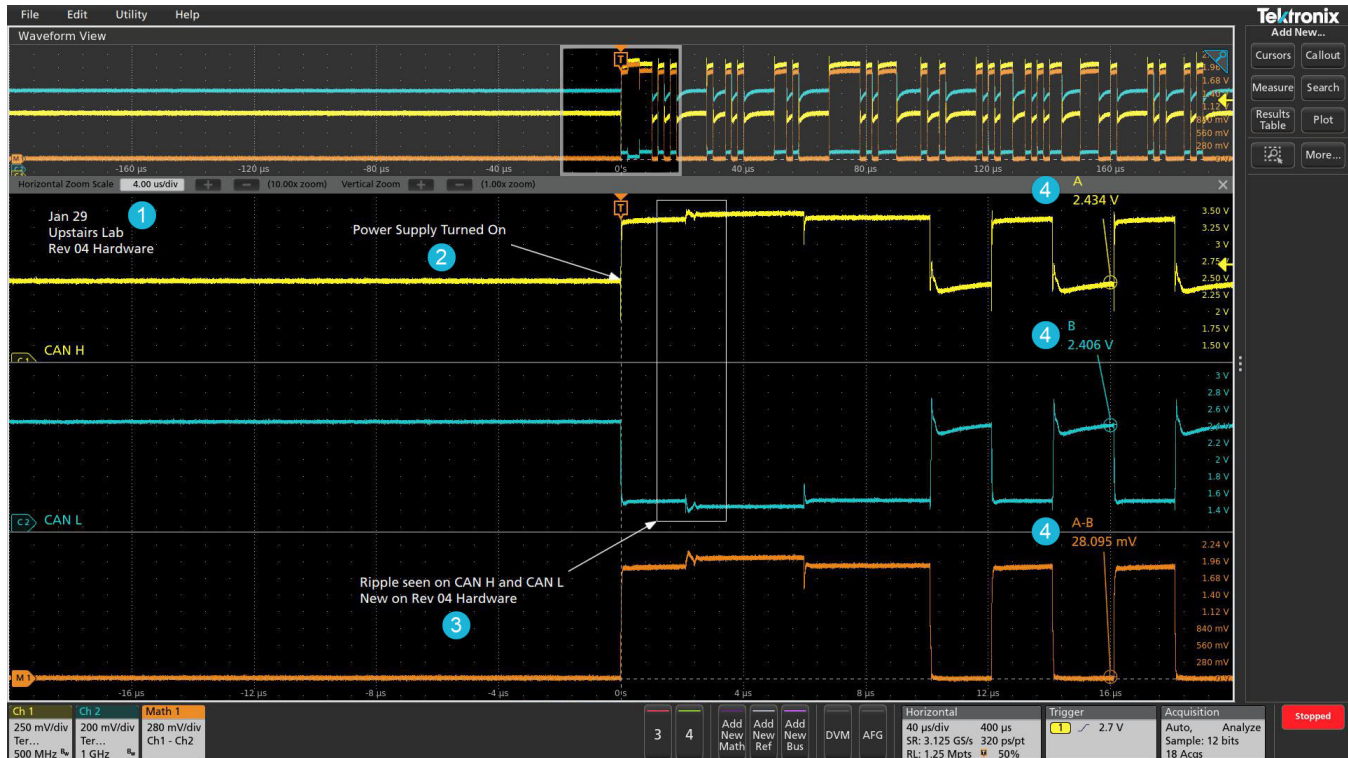 File Edit Utility Help
Tektronix
Waveform View
Add New...
Cursors Callout
Measure Search
Results Table Plot
More...
T
1.96
1.68 V
1.40
1.12
840 mV
560 mV
280 mV
M
-160 µs -120 µs -80 µs -40 µs 0 s 40 µs 80 µs 120 µs 160 µs
Horizontal Zoom Scale 4.00 us/div + − (10.00x zoom) Vertical Zoom + − (1.00x zoom) ✕
Jan 29
Upstairs Lab
Rev 04 Hardware
1
Power Supply Turned On
2
T
4
A
2.434 V
3.50 V
3.25 V
3 V
2.75
2.50 V
2.25 V
2 V
1.75 V
1.50 V
C1 CAN H
4
B
2.406 V
3 V
2.8 V
2.6 V
2.4 V
2.2 V
2 V
1.8 V
1.6 V
1.4 V
C2 CAN L
4
A-B
28.095 mV
2.24 V
1.96 V
1.68 V
1.40 V
1.12 V
840 mV
560 mV
280 mV
Ripple seen on CAN H and CAN L
New on Rev 04 Hardware
3
M 1
-16 µs -12 µs -8 µs -4 µs 0 s 4 µs 8 µs 12 µs 16 µs
Ch 1
250 mV/div
Ter...
500 MHz Bw
Ch 2
200 mV/div
Ter...
1 GHz Bw
Math 1
280 mV/div
Ch1 - Ch2
3
4
Add New Math
Add New Ref
Add New Bus
DVM
AFG
Horizontal
40 µs/div 400 µs
SR: 3.125 GS/s 320 ps/pt
RL: 1.25 Mpts 50%
Trigger
1 2.7 V
Acquisition
Auto, Analyze
Sample: 12 bits
18 Acqs
Stopped